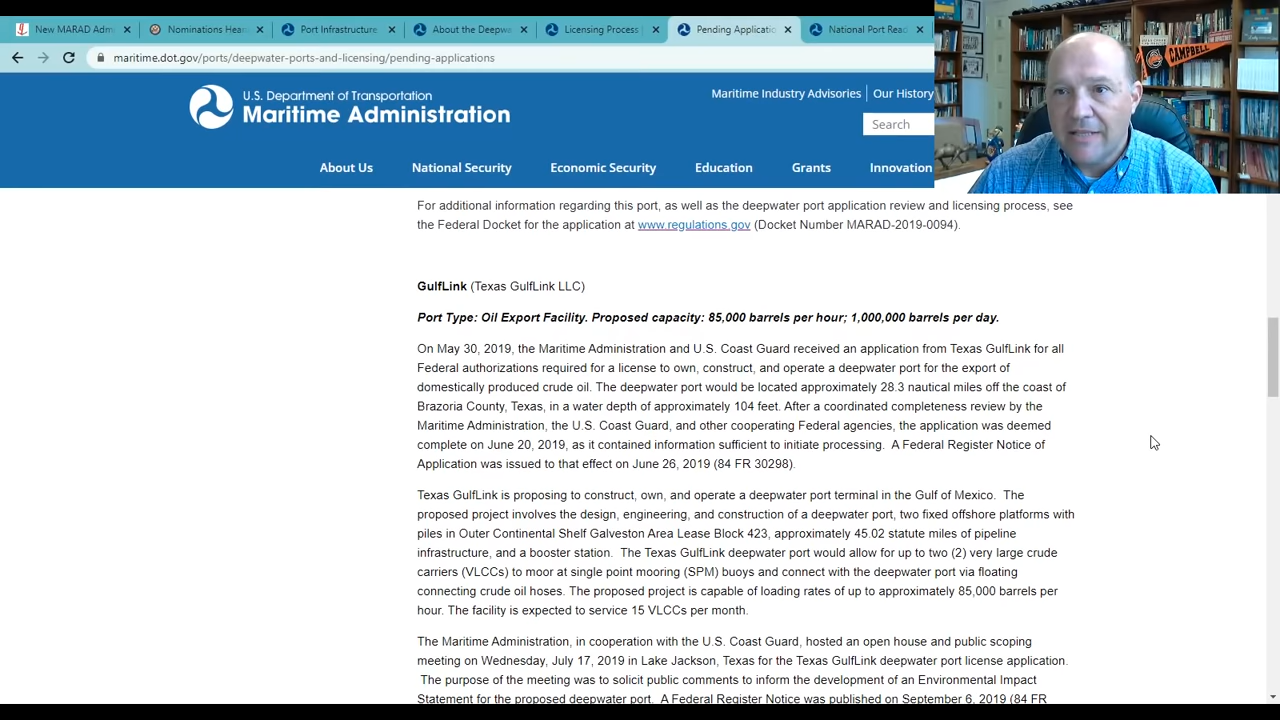 New MARAD Adm
Nominations Hea
Port Infrastructure
About the Deepwa
Licensing Process
Pending Applicatio
National Port Read
maritime.dot.gov/ports/deepwater-ports-and-licensing/pending-applications
CAMPBELL
U.S. Department of Transportation
Maritime Administration
Maritime Industry Advisories
Our History
Search
About Us
National Security
Economic Security
Education
Grants
Innovation
For additional information regarding this port, as well as the deepwater port application review and licensing process, see
the Federal Docket for the application at www.regulations.gov (Docket Number MARAD-2019-0094).
GulfLink (Texas GulfLink LLC)
Port Type: Oil Export Facility. Proposed capacity: 85,000 barrels per hour; 1,000,000 barrels per day.
On May 30, 2019, the Maritime Administration and U.S. Coast Guard received an application from Texas GulfLink for all
Federal authorizations required for a license to own, construct, and operate a deepwater port for the export of
domestically produced crude oil. The deepwater port would be located approximately 28.3 nautical miles off the coast of
Brazoria County, Texas, in a water depth of approximately 104 feet. After a coordinated completeness review by the
Maritime Administration, the U.S. Coast Guard, and other cooperating Federal agencies, the application was deemed
complete on June 20, 2019, as it contained information sufficient to initiate processing. A Federal Register Notice of
Application was issued to that effect on June 26, 2019 (84 FR 30298).
Texas GulfLink is proposing to construct, own, and operate a deepwater port terminal in the Gulf of Mexico. The
proposed project involves the design, engineering, and construction of a deepwater port, two fixed offshore platforms with
piles in Outer Continental Shelf Galveston Area Lease Block 423, approximately 45.02 statute miles of pipeline
infrastructure, and a booster station. The Texas GulfLink deepwater port would allow for up to two (2) very large crude
carriers (VLCCs) to moor at single point mooring (SPM) buoys and connect with the deepwater port via floating
connecting crude oil hoses. The proposed project is capable of loading rates of up to approximately 85,000 barrels per
hour. The facility is expected to service 15 VLCCs per month.
The Maritime Administration, in cooperation with the U.S. Coast Guard, hosted an open house and public scoping
meeting on Wednesday, July 17, 2019 in Lake Jackson, Texas for the Texas GulfLink deepwater port license application.
The purpose of the meeting was to solicit public comments to inform the development of an Environmental Impact
Statement for the proposed deepwater port. A Federal Register Notice was published on September 6, 2019 (84 FR